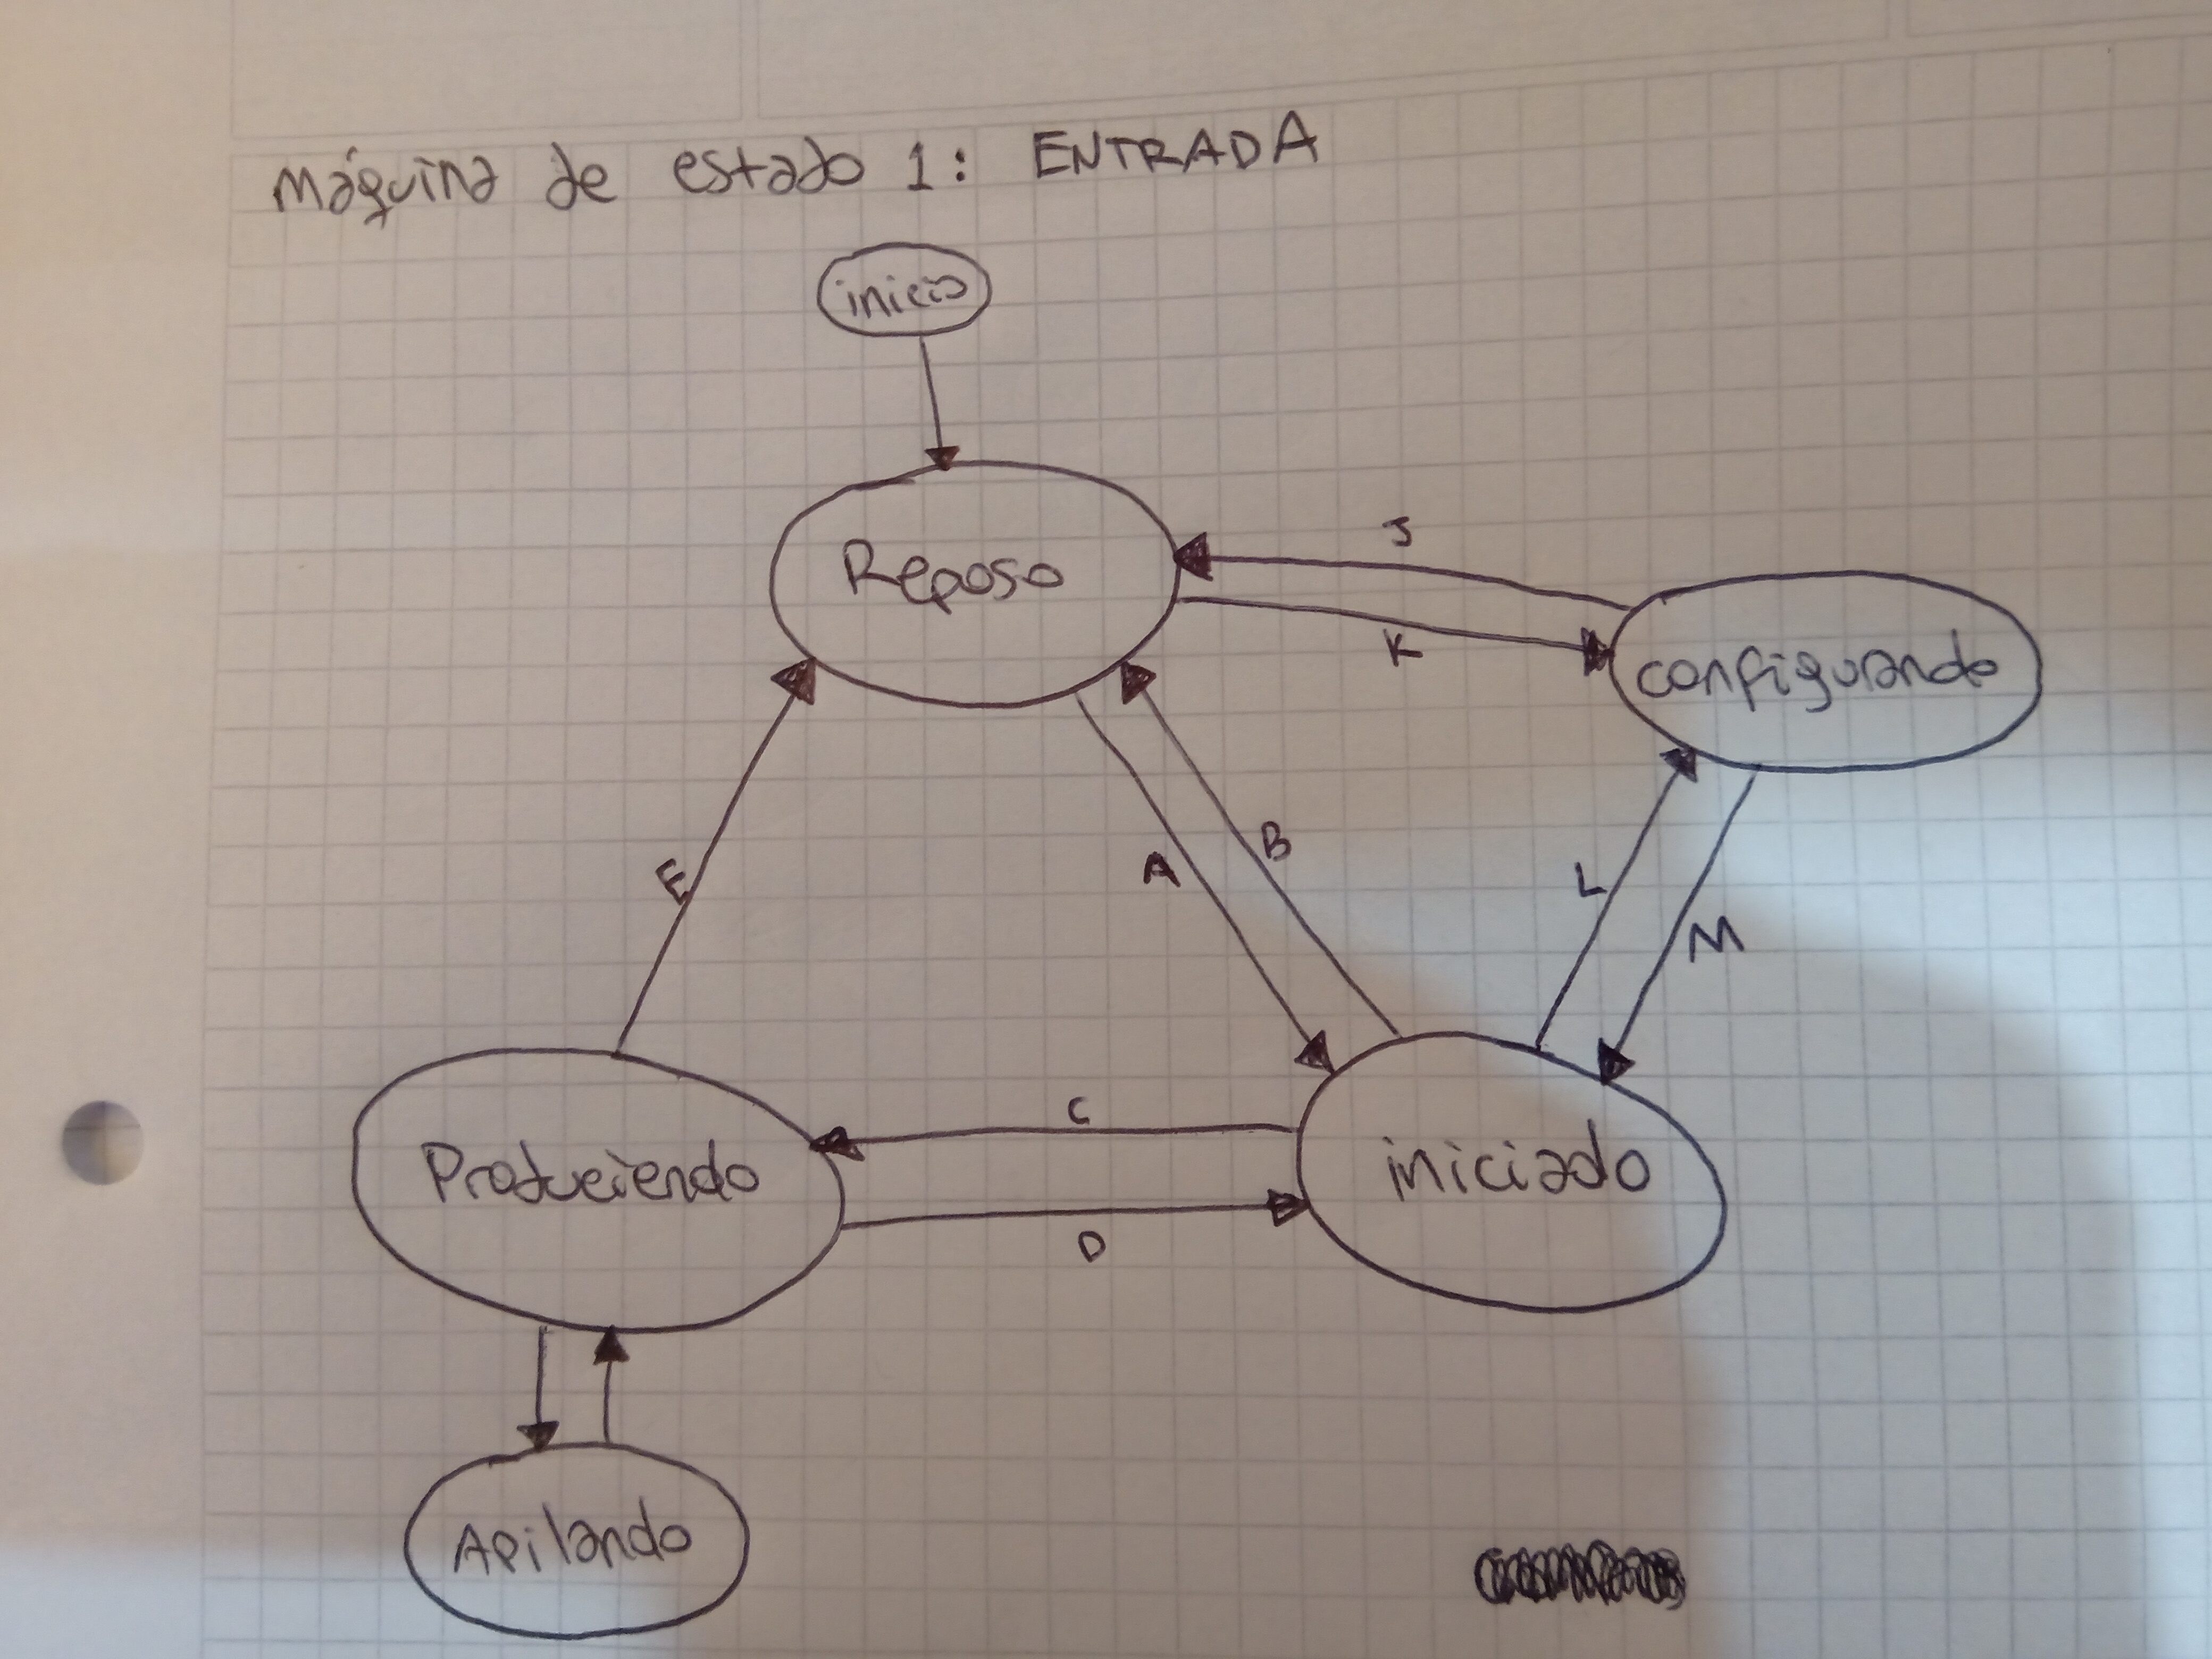 Máquina de estado 1: ENTRADA
inicio
Reposo
J
K
configurando
E
A
B
L
M
C
Produciendo
iniciado
D
Apilando